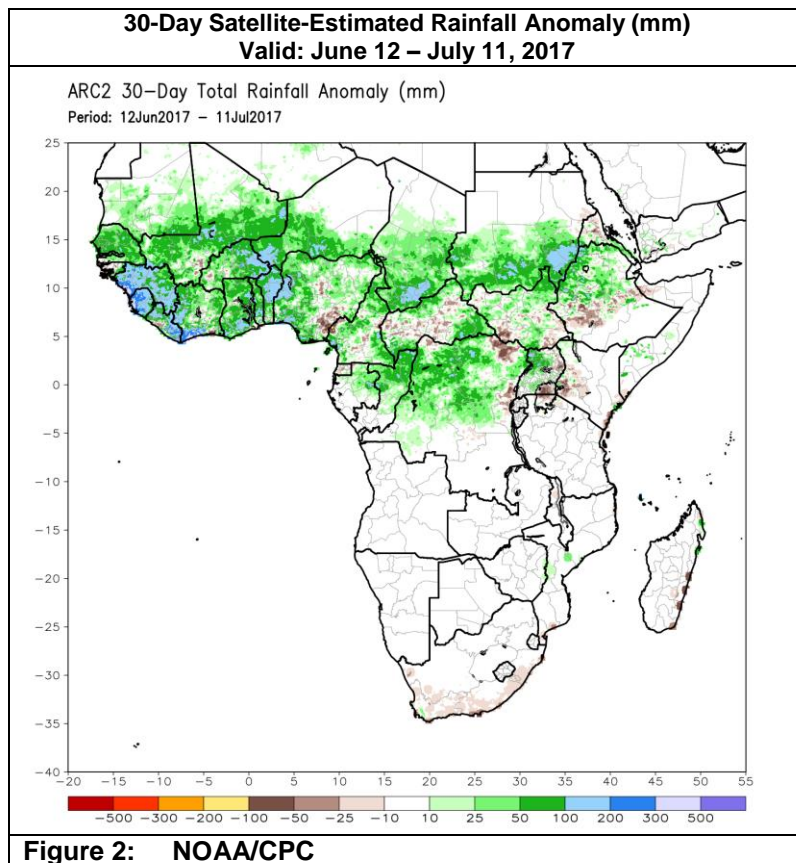 30-Day Satellite-Estimated Rainfall Anomaly (mm)
Valid: June 12 – July 11, 2017
ARC2 30-Day Total Rainfall Anomaly (mm)
Period: 12Jun2017 – 11Jul2017
25
20
15
10
5
0
-5
-10
-15
-20
-25
-30
-35
-40
-20 -15 -10 -5 0 5 10 15 20 25 30 35 40 45 50 55
-500 -300 -200 -100 -50 -25 -10 10 25 50 100 200 300 500
Figure 2: NOAA/CPC